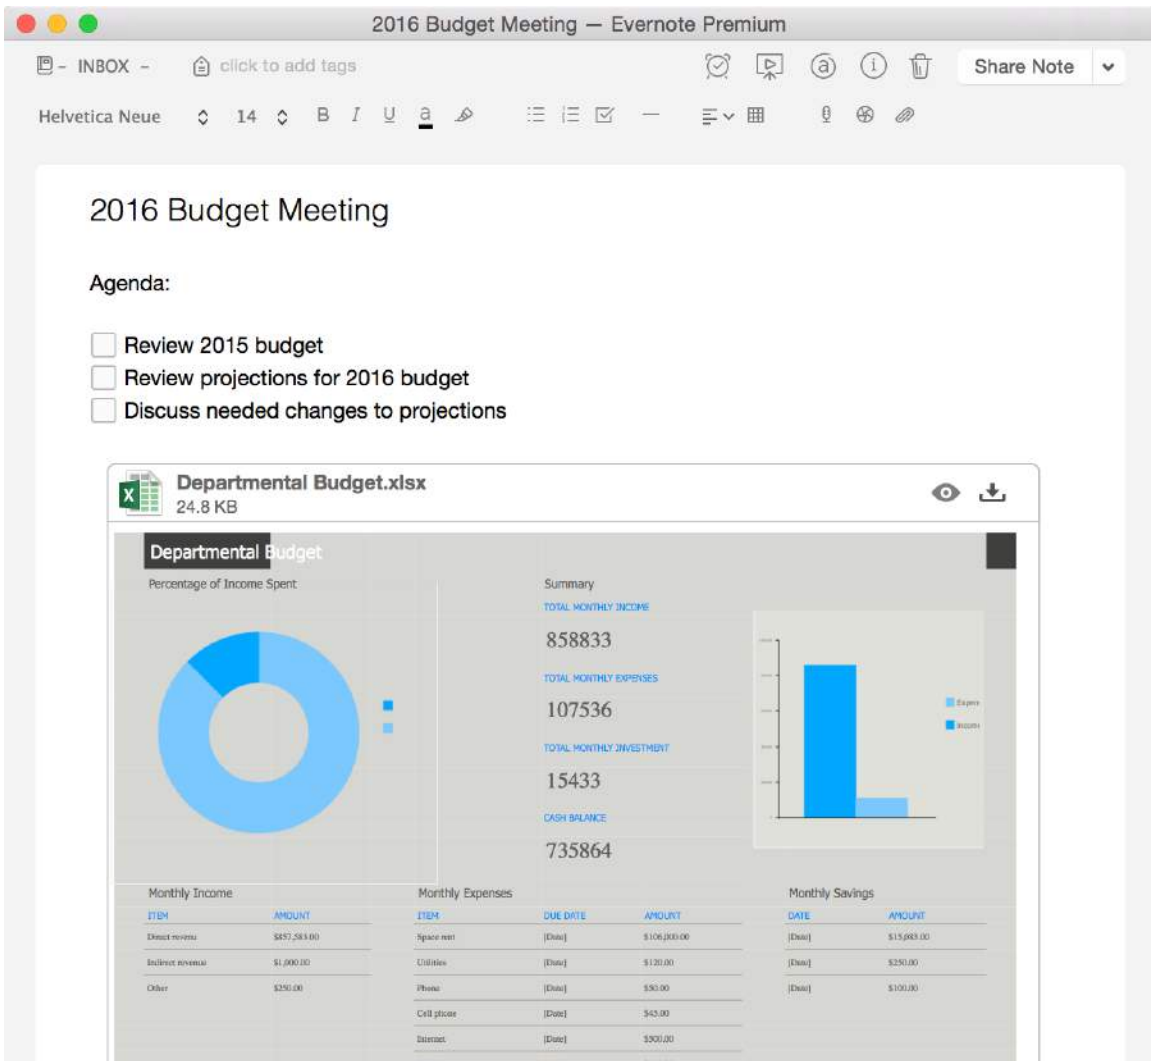 2016 Budget Meeting — Evernote Premium
– INBOX –
click to add tags
Share Note
Helvetica Neue 14 B I U a
2016 Budget Meeting
Agenda:
Review 2015 budget
Review projections for 2016 budget
Discuss needed changes to projections
Departmental Budget.xlsx
24.8 KB
Departmental Budget
Percentage of Income Spent
Summary
TOTAL MONTHLY INCOME
858833
TOTAL MONTHLY EXPENSES
107536
TOTAL MONTHLY INVESTMENT
15433
CASH BALANCE
735864
Monthly Income
ITEM AMOUNT
$857,583.00
Indirect revenue $1,000.00
Other $250.00
Monthly Expenses
ITEM DUE DATE AMOUNT
Space rent [Date] $106,000.00
Utilities [Date] $120.00
Phone [Date] $50.00
Cell phone [Date] $45.00
Internet [Date] $500.00
Monthly Savings
DATE AMOUNT
[Date] $15,083.00
[Date] $250.00
[Date] $100.00